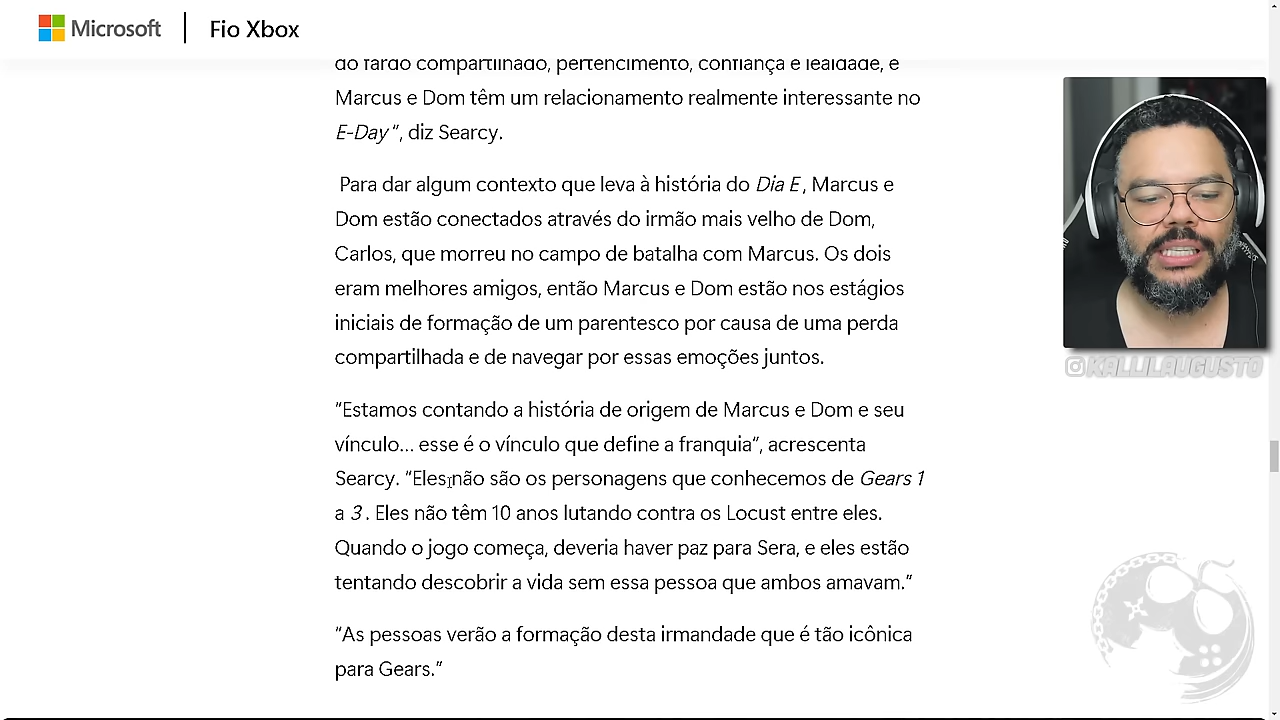 Microsoft | Fio Xbox
do fardo compartilhado, pertencimento, confiança e lealdade, e
Marcus e Dom têm um relacionamento realmente interessante no
E-Day “, diz Searcy.
Para dar algum contexto que leva à história do Dia E , Marcus e
Dom estão conectados através do irmão mais velho de Dom,
Carlos, que morreu no campo de batalha com Marcus. Os dois
eram melhores amigos, então Marcus e Dom estão nos estágios
iniciais de formação de um parentesco por causa de uma perda
compartilhada e de navegar por essas emoções juntos.
“Estamos contando a história de origem de Marcus e Dom e seu
vínculo… esse é o vínculo que define a franquia”, acrescenta
Searcy. “Eles não são os personagens que conhecemos de Gears 1
a 3 . Eles não têm 10 anos lutando contra os Locust entre eles.
Quando o jogo começa, deveria haver paz para Sera, e eles estão
tentando descobrir a vida sem essa pessoa que ambos amavam.”
“As pessoas verão a formação desta irmandade que é tão icônica
para Gears.”
@KALLILAUGUSTO